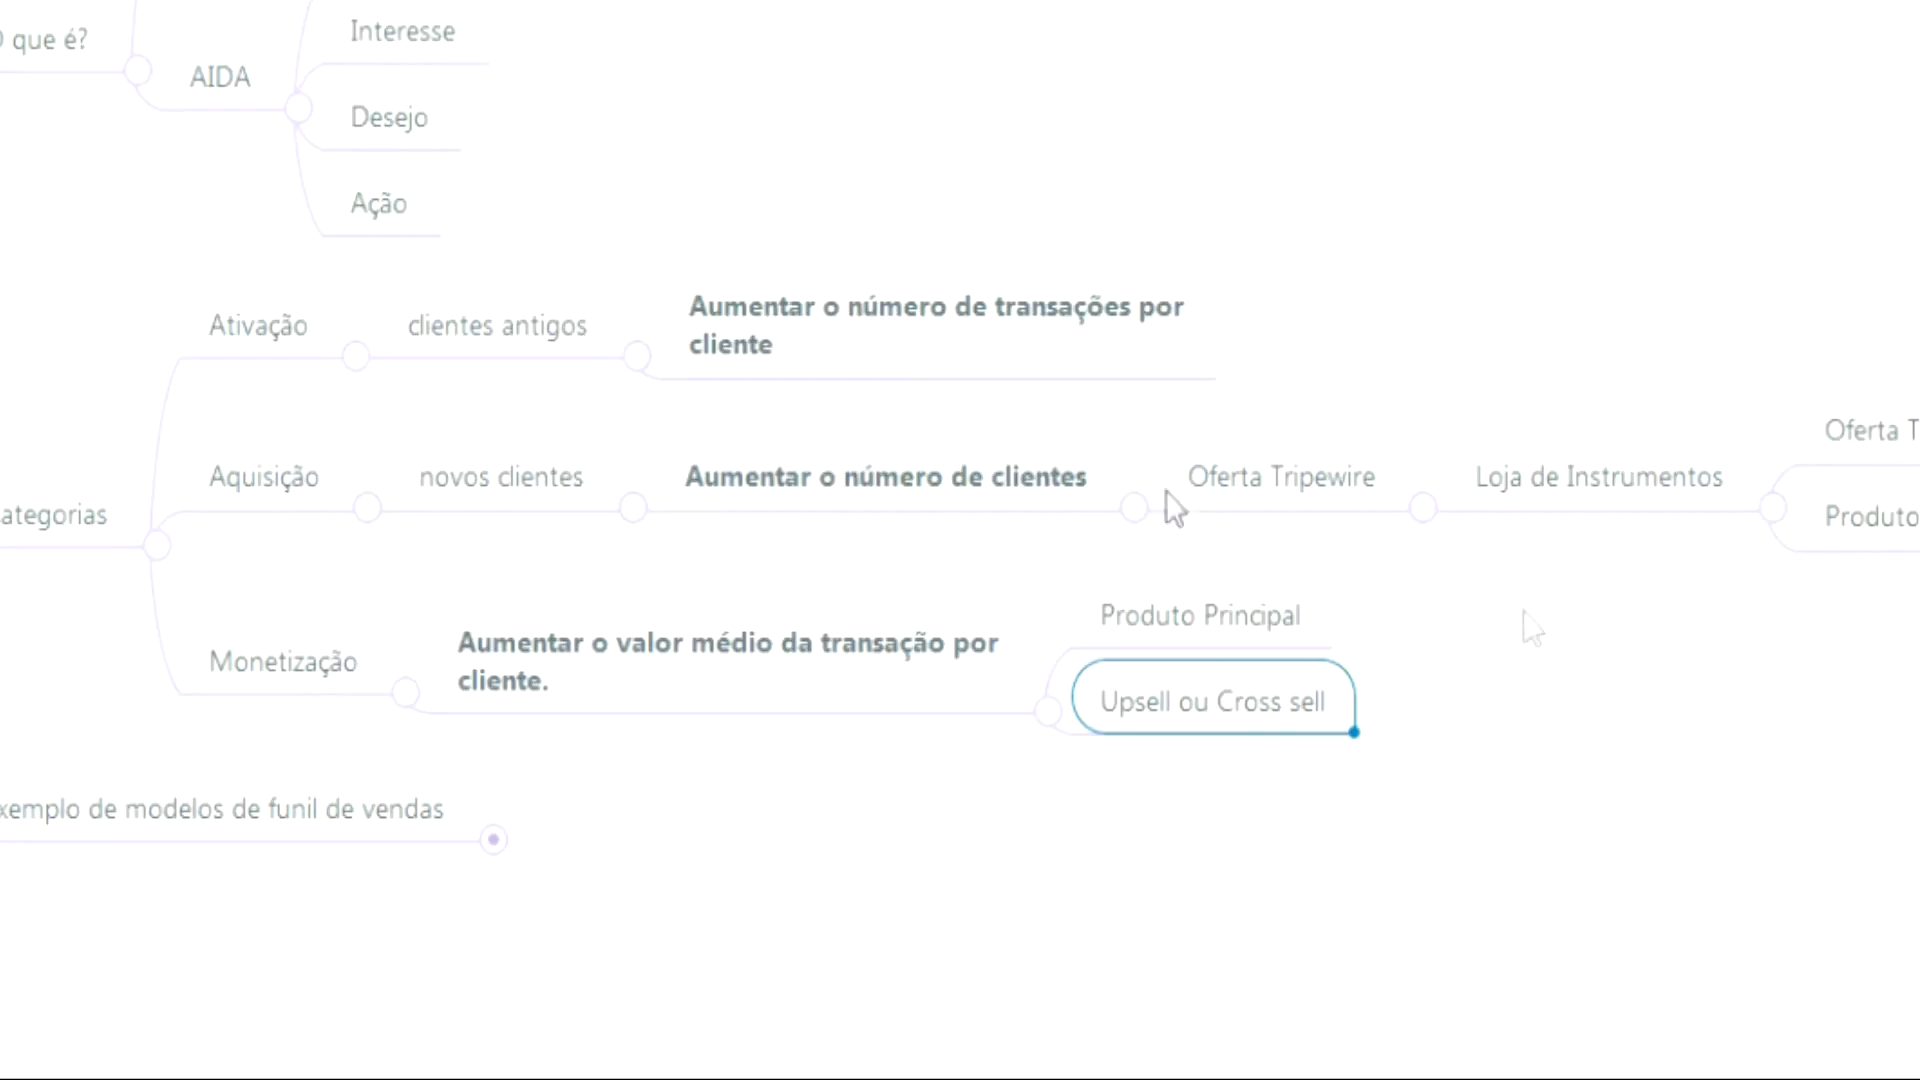 que é?
AIDA
Interesse
Desejo
Ação
Ativação
clientes antigos
Aumentar o número de transações por
cliente
Aquisição
novos clientes
Aumentar o número de clientes
Oferta Tripewire
Loja de Instrumentos
Oferta T
Produto
ategorias
Monetização
Aumentar o valor médio da transação por
cliente.
Produto Principal
Upsell ou Cross sell
xemplo de modelos de funil de vendas